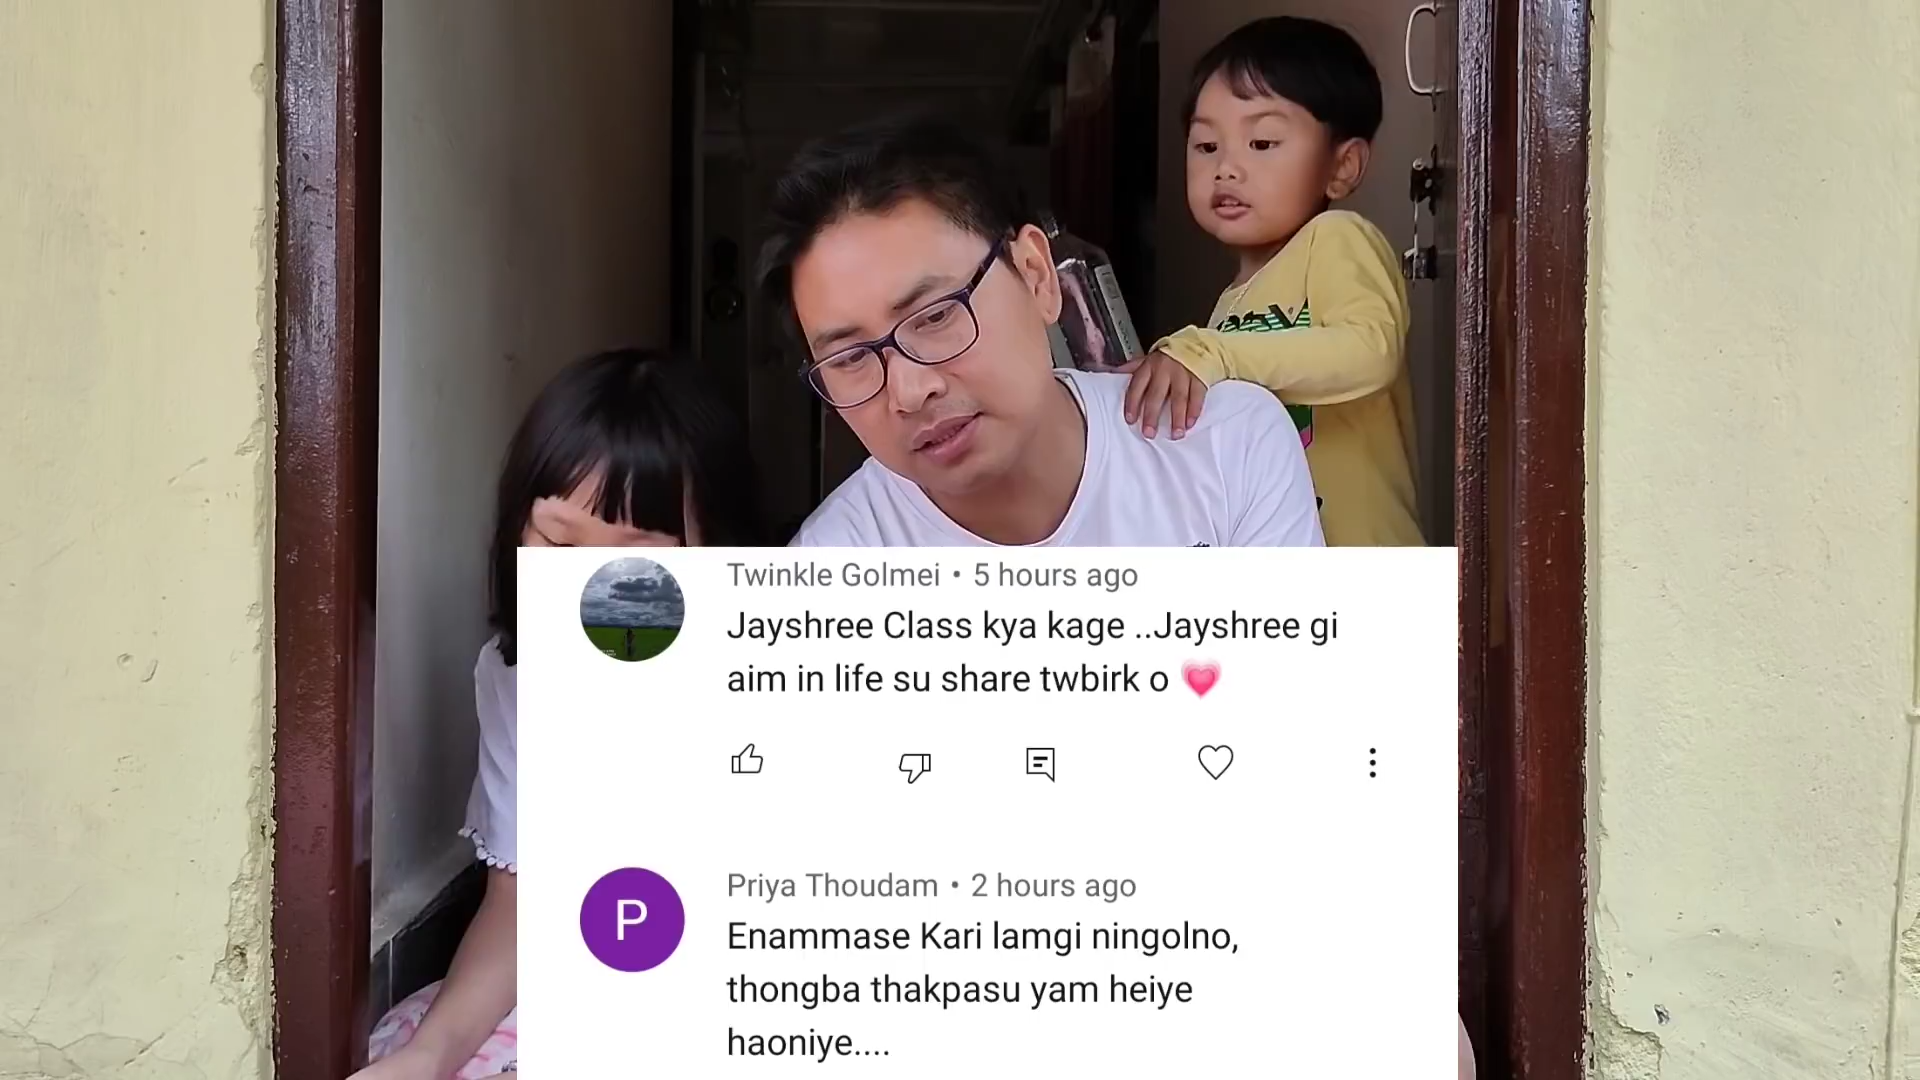 Twinkle Golmei • 5 hours ago
Jayshree Class kya kage ..Jayshree gi
aim in life su share twbirk o 💗
P
Priya Thoudam • 2 hours ago
Enammase Kari lamgi ningolno,
thongba thakpasu yam heiye
haoniye....